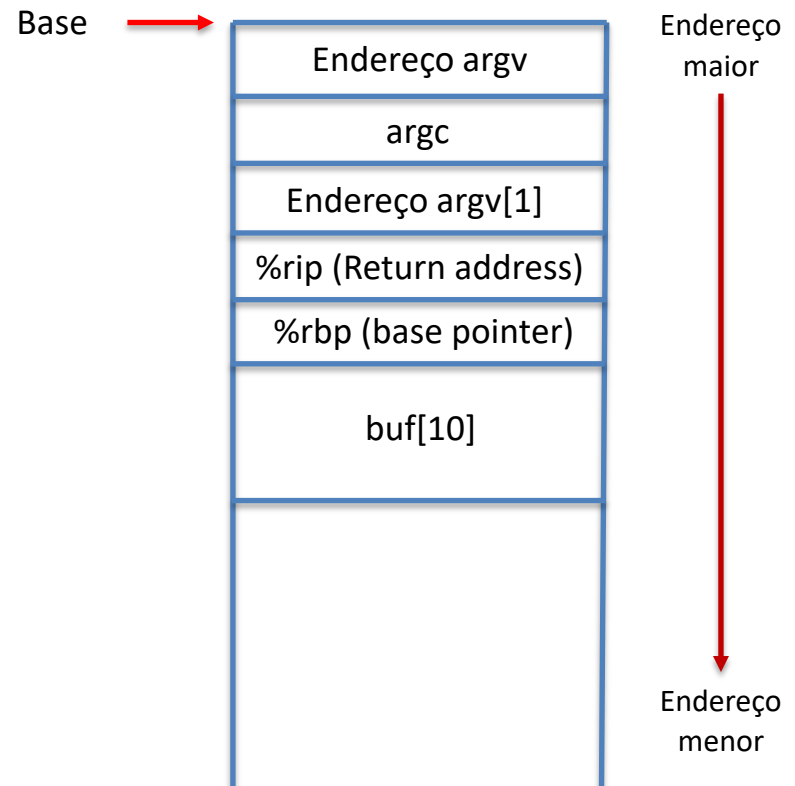 Base
Endereço
maior
Endereço argv
argc
Endereço argv[1]
%rip (Return address)
%rbp (base pointer)
buf[10]
Endereço
menor